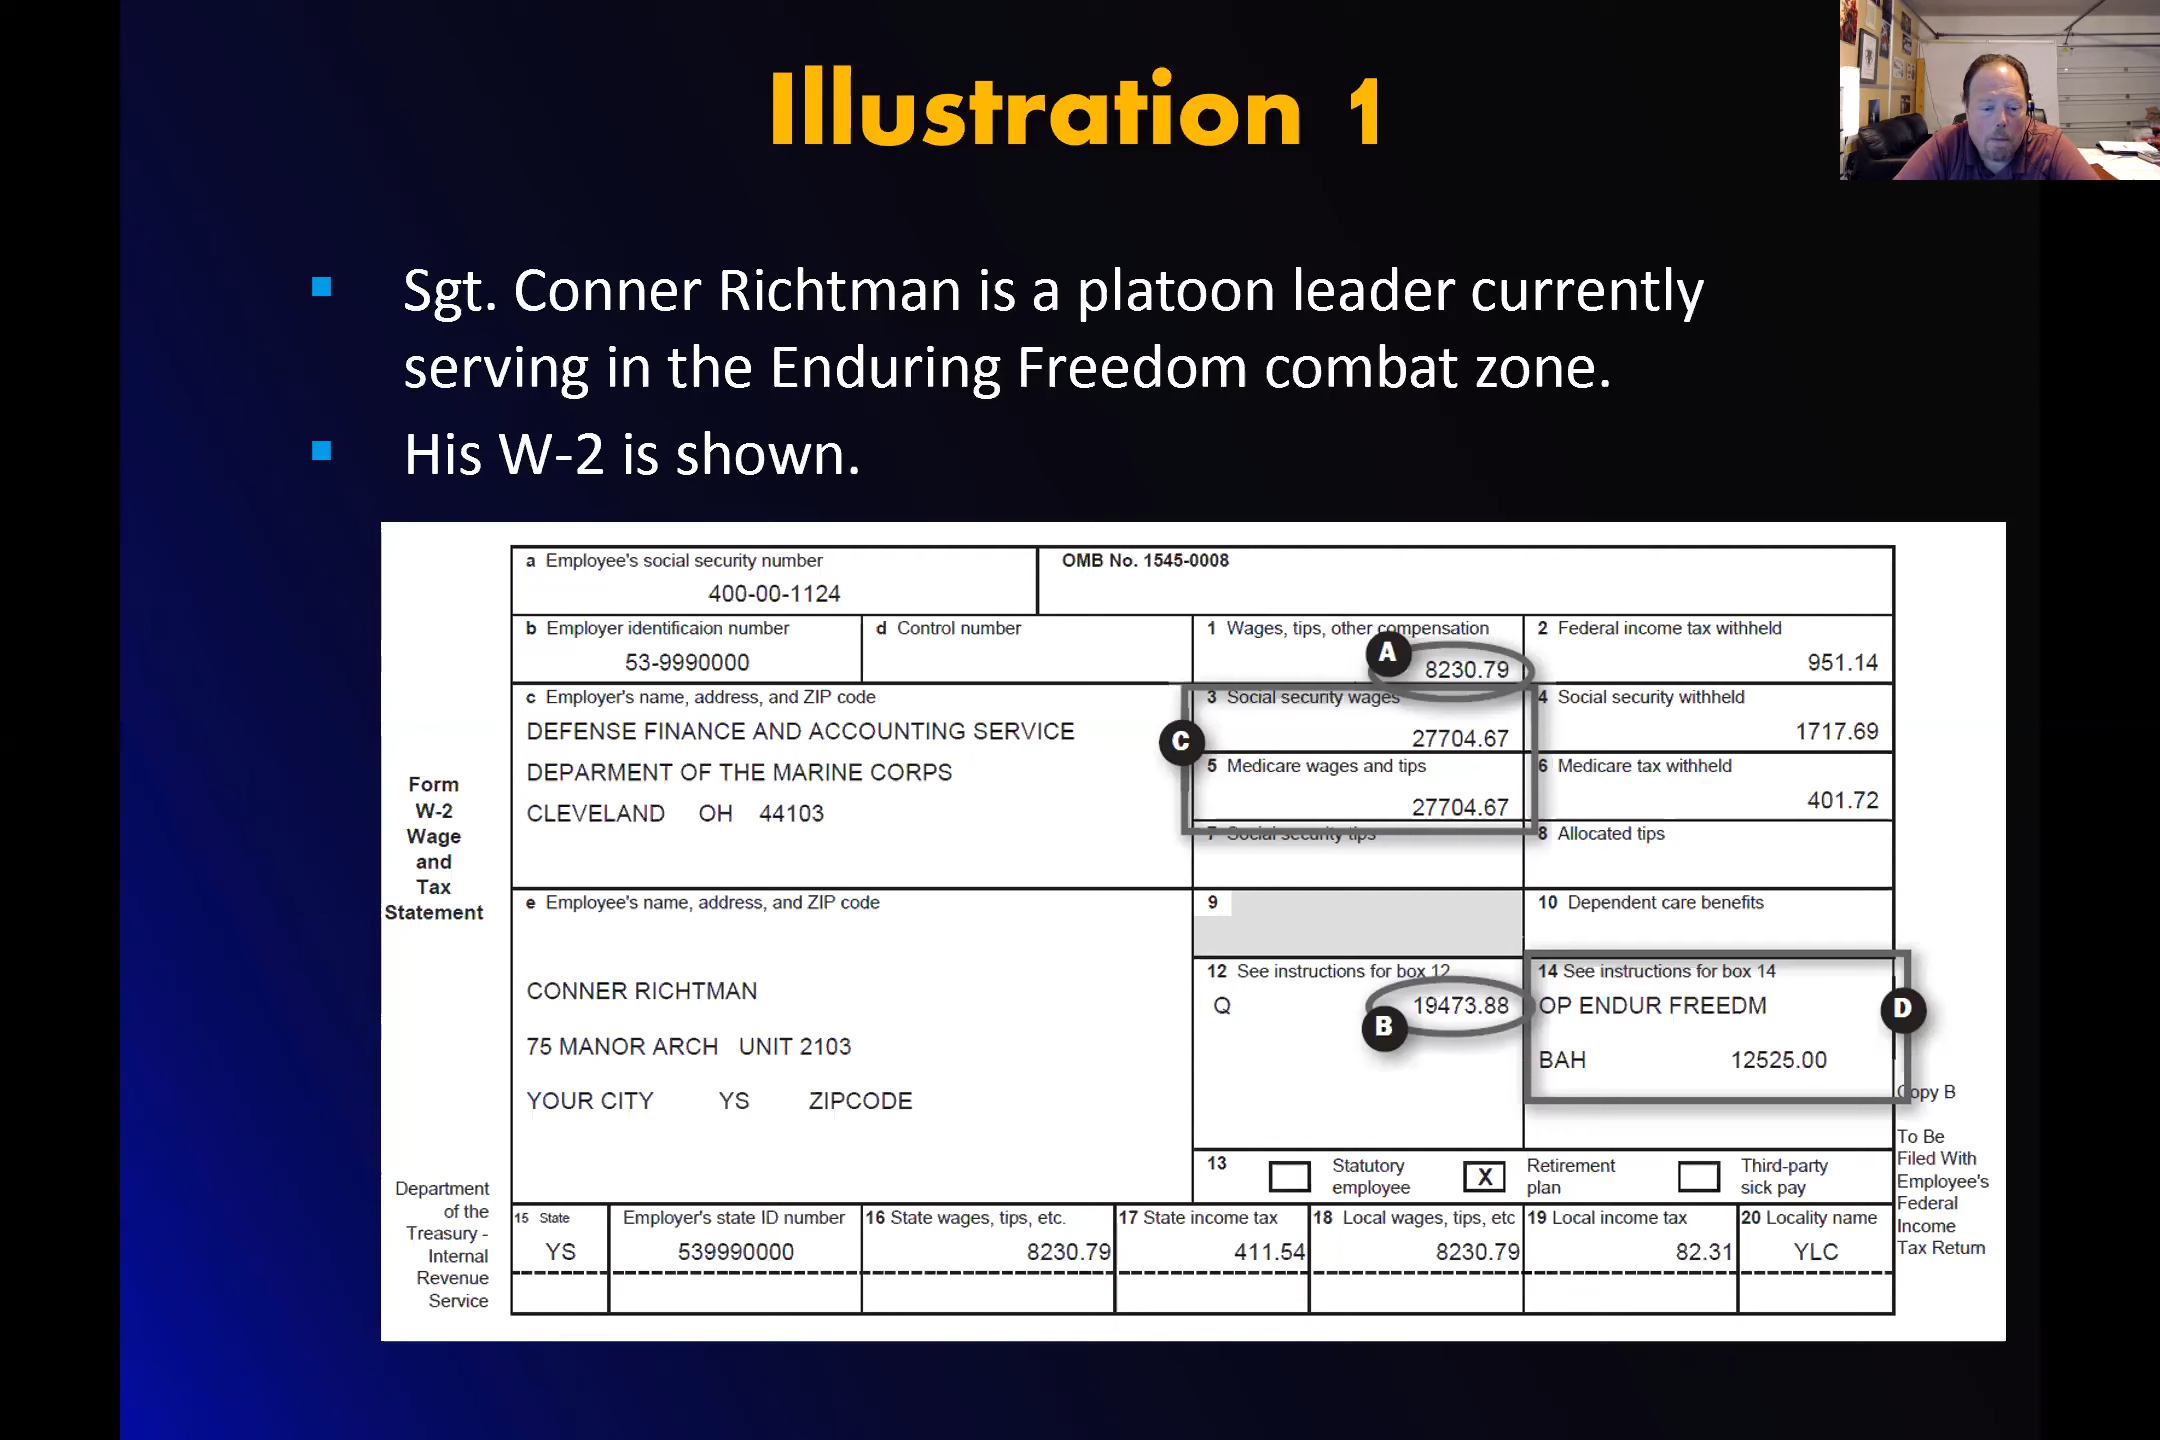 Illustration 1
Sgt. Conner Richtman is a platoon leader currently
serving in the Enduring Freedom combat zone.
His W-2 is shown.
a Employee's social security number
400-00-1124
OMB No. 1545-0008
b Employer identificaion number
53-9990000
d Control number
1 Wages, tips, other compensation
A
8230.79
2 Federal income tax withheld
951.14
c Employer's name, address, and ZIP code
DEFENSE FINANCE AND ACCOUNTING SERVICE
DEPARMENT OF THE MARINE CORPS
CLEVELAND OH 44103
C
3 Social security wages
27704.67
4 Social security withheld
1717.69
5 Medicare wages and tips
27704.67
6 Medicare tax withheld
401.72
7 Social security tips
8 Allocated tips
Form
W-2
Wage
and
Tax
Statement
e Employee's name, address, and ZIP code
CONNER RICHTMAN
75 MANOR ARCH UNIT 2103
YOUR CITY YS ZIPCODE
9
10 Dependent care benefits
12 See instructions for box 12
Q 19473.88
B
14 See instructions for box 14
OP ENDUR FREEDM
BAH 12525.00
D
Copy B
To Be
Filed With
Employee's
Federal
Income
Tax Return
13
Statutory
employee
X
Retirement
plan
Third-party
sick pay
Department
of the
Treasury -
Internal
Revenue
Service
15 State
YS
Employer's state ID number
539990000
16 State wages, tips, etc.
8230.79
17 State income tax
411.54
18 Local wages, tips, etc
8230.79
19 Local income tax
82.31
20 Locality name
YLC